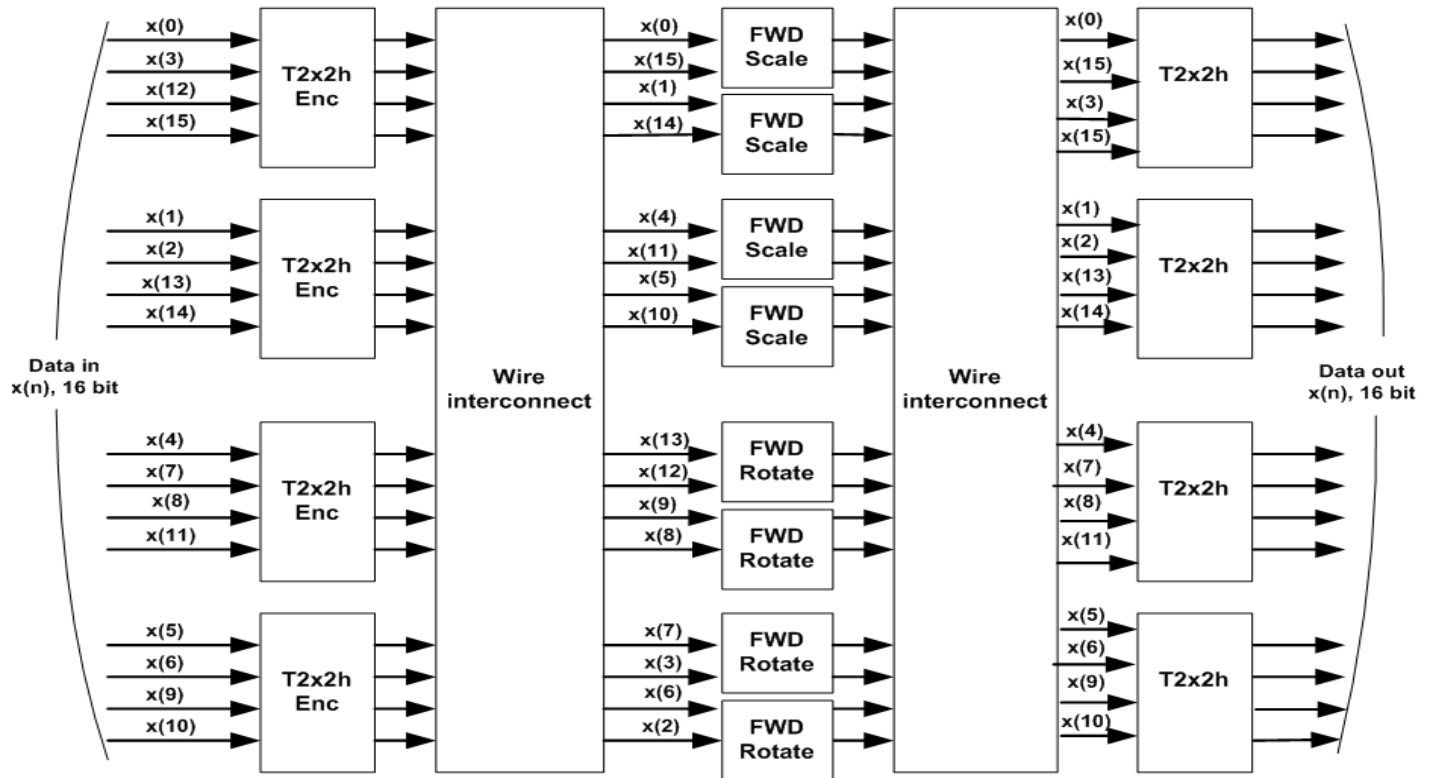 x(0)
x(3)
x(12)
x(15)
T2x2h
Enc
x(1)
x(2)
x(13)
x(14)
T2x2h
Enc
x(4)
x(7)
x(8)
x(11)
T2x2h
Enc
x(5)
x(6)
x(9)
x(10)
T2x2h
Enc
Data in
x(n), 16 bit
Wire
interconnect
x(0)
x(15)
x(1)
x(14)
FWD
Scale
FWD
Scale
x(4)
x(11)
x(5)
x(10)
FWD
Scale
FWD
Scale
x(13)
x(12)
x(9)
x(8)
FWD
Rotate
FWD
Rotate
x(7)
x(3)
x(6)
x(2)
FWD
Rotate
FWD
Rotate
Wire
interconnect
x(0)
x(15)
x(3)
x(15)
T2x2h
x(1)
x(2)
x(13)
x(14)
T2x2h
x(4)
x(7)
x(8)
x(11)
T2x2h
x(5)
x(6)
x(9)
x(10)
T2x2h
Data out
x(n), 16 bit